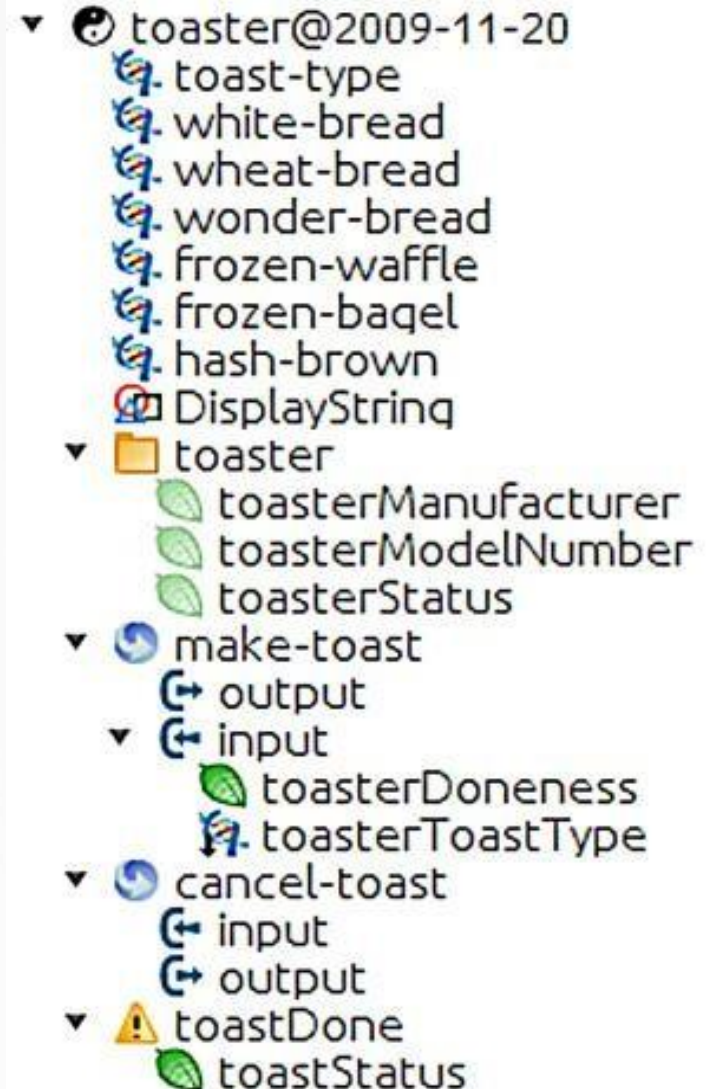 toaster@2009-11-20
toast-type
white-bread
wheat-bread
wonder-bread
frozen-waffle
frozen-bagel
hash-brown
DisplayString
toaster
toasterManufacturer
toasterModelNumber
toasterStatus
make-toast
output
input
toasterDoneness
toasterToastType
cancel-toast
input
output
toastDone
toastStatus